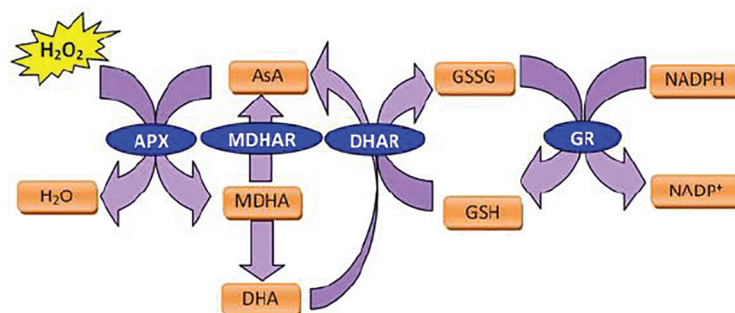 H₂O₂
AsA
GSSG
NADPH
APX
MDHAR
DHAR
GR
H₂O
MDHA
GSH
NADP⁺
DHA